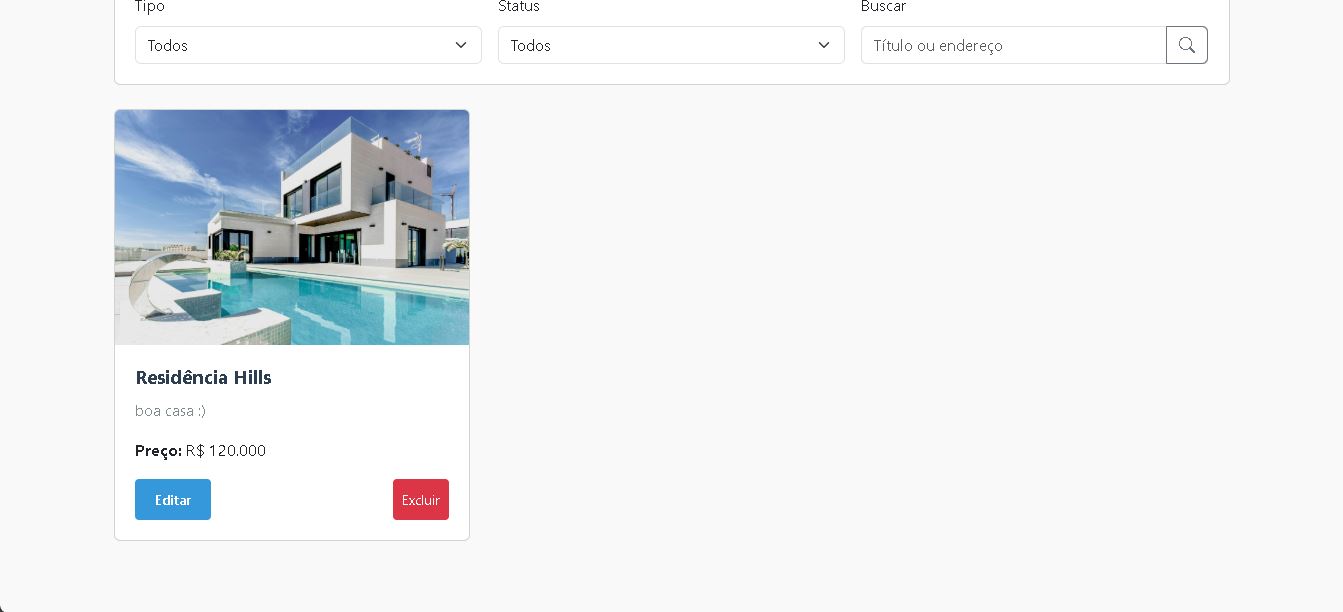 Tipo Status Buscar
Todos Todos Título ou endereço
Residência Hills
boa casa :)
Preço: R$ 120.000
Editar Excluir